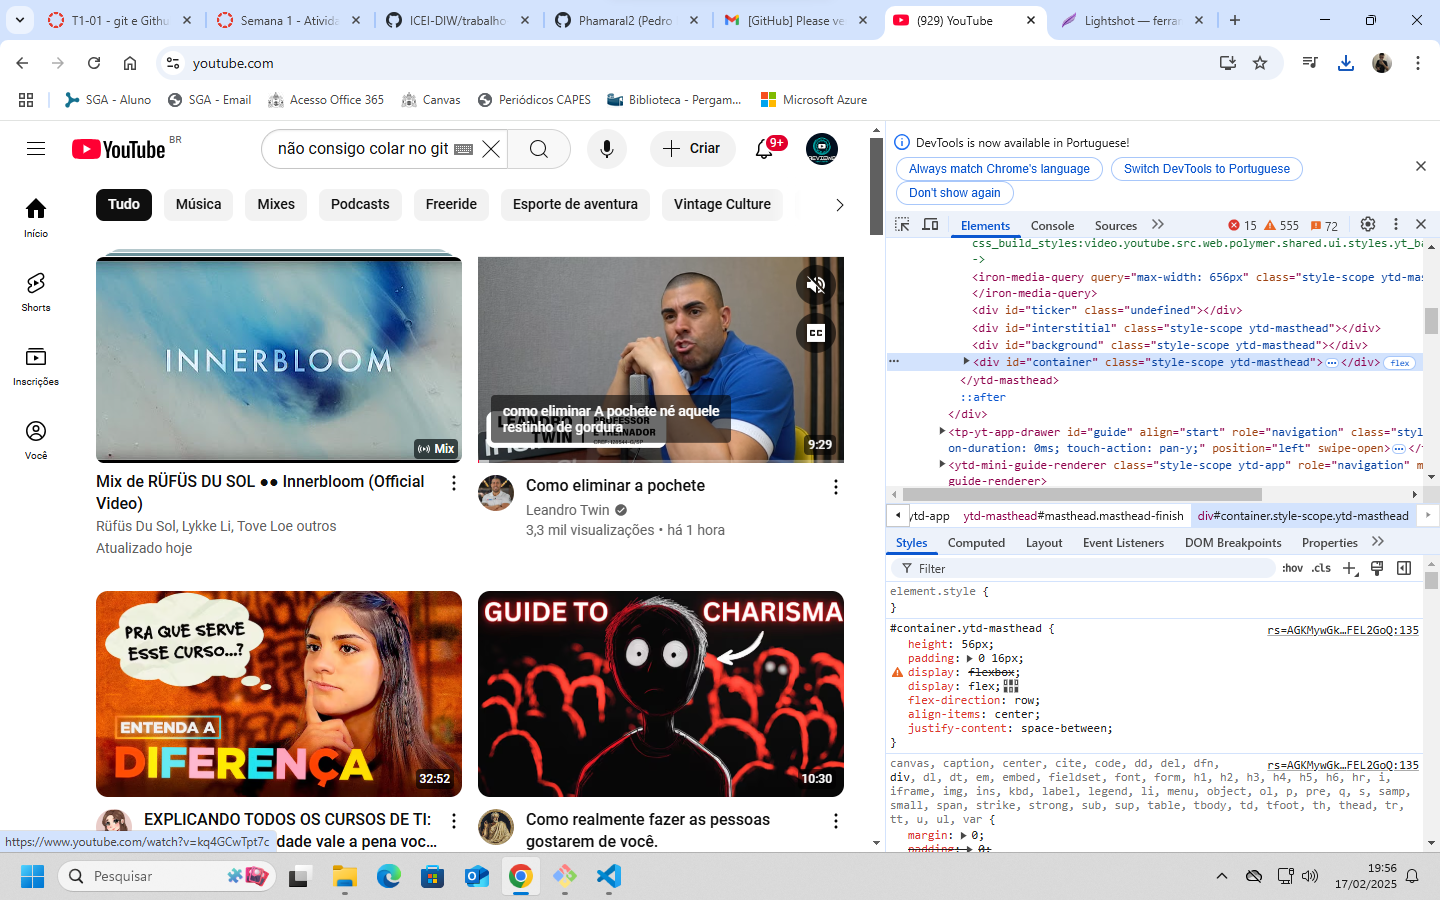 T1-01 - git e Githu
Semana 1 - Ativida
ICEI-DIW/trabalho-
Phamaral2 (Pedro
[GitHub] Please ve
(929) YouTube
Lightshot — ferran
youtube.com
SGA - Aluno
SGA - Email
Acesso Office 365
Canvas
Periódicos CAPES
Biblioteca - Pergam...
Microsoft Azure
YouTube BR
não consigo colar no git
Criar
9+
REVIEWS
Tudo
Música
Mixes
Podcasts
Freeride
Esporte de aventura
Vintage Culture
Início
Shorts
Inscrições
Você
INNERBLOOM
Mix
Mix de RÜFÜS DU SOL ●● Innerbloom (Official
Video)
Rüfüs Du Sol, Lykke Li, Tove Loe outros
Atualizado hoje
CC
como eliminar A pochete né aquele
restinho de gordura
LEANDRO
TWIN
PROFESSOR
E TREINADOR
9:29
Como eliminar a pochete
Leandro Twin
3,3 mil visualizações • há 1 hora
PRA QUE SERVE
ESSE CURSO...?
ENTENDA A
DIFERENÇA
32:52
EXPLICANDO TODOS OS CURSOS DE TI:
dade vale a pena voc...
GUIDE TO CHARISMA
10:30
Como realmente fazer as pessoas
gostarem de você.
https://www.youtube.com/watch?v=kq4GCwTpt7c
DevTools is now available in Portuguese!
Always match Chrome's language
Switch DevTools to Portuguese
Don't show again
Elements
Console
Sources
15
555
72
css_build_styles:video.youtube.src.web.polymer.shared.ui.styles.yt_ba
->
<iron-media-query query="max-width: 656px" class="style-scope ytd-mas
</iron-media-query>
<div id="ticker" class="undefined"></div>
<div id="interstitial" class="style-scope ytd-masthead"></div>
<div id="background" class="style-scope ytd-masthead"></div>
<div id="container" class="style-scope ytd-masthead"> ⋯ </div> flex
</ytd-masthead>
::after
</div>
<tp-yt-app-drawer id="guide" align="start" role="navigation" class="styl
on-duration: 0ms; touch-action: pan-y;" position="left" swipe-open>⋯</t
<ytd-mini-guide-renderer class="style-scope ytd-app" role="navigation" m
guide-renderer>
ytd-app
ytd-masthead#masthead.masthead-finish
div#container.style-scope.ytd-masthead
Styles
Computed
Layout
Event Listeners
DOM Breakpoints
Properties
Filter
:hov
.cls
element.style {
}
#container.ytd-masthead {
rs=AGKMywGk…FEL2GoQ:135
height: 56px;
padding: 0 16px;
display: flexbox;
display: flex;
flex-direction: row;
align-items: center;
justify-content: space-between;
}
canvas, caption, center, cite, code, dd, del, dfn,
rs=AGKMywGk…FEL2GoQ:135
div, dl, dt, em, embed, fieldset, font, form, h1, h2, h3, h4, h5, h6, hr, i,
iframe, img, ins, kbd, label, legend, li, menu, object, ol, p, pre, q, s, samp,
small, span, strike, strong, sub, sup, table, tbody, td, tfoot, th, thead, tr,
tt, u, ul, var {
margin: 0;
padding: 0;
Pesquisar
19:56
17/02/2025